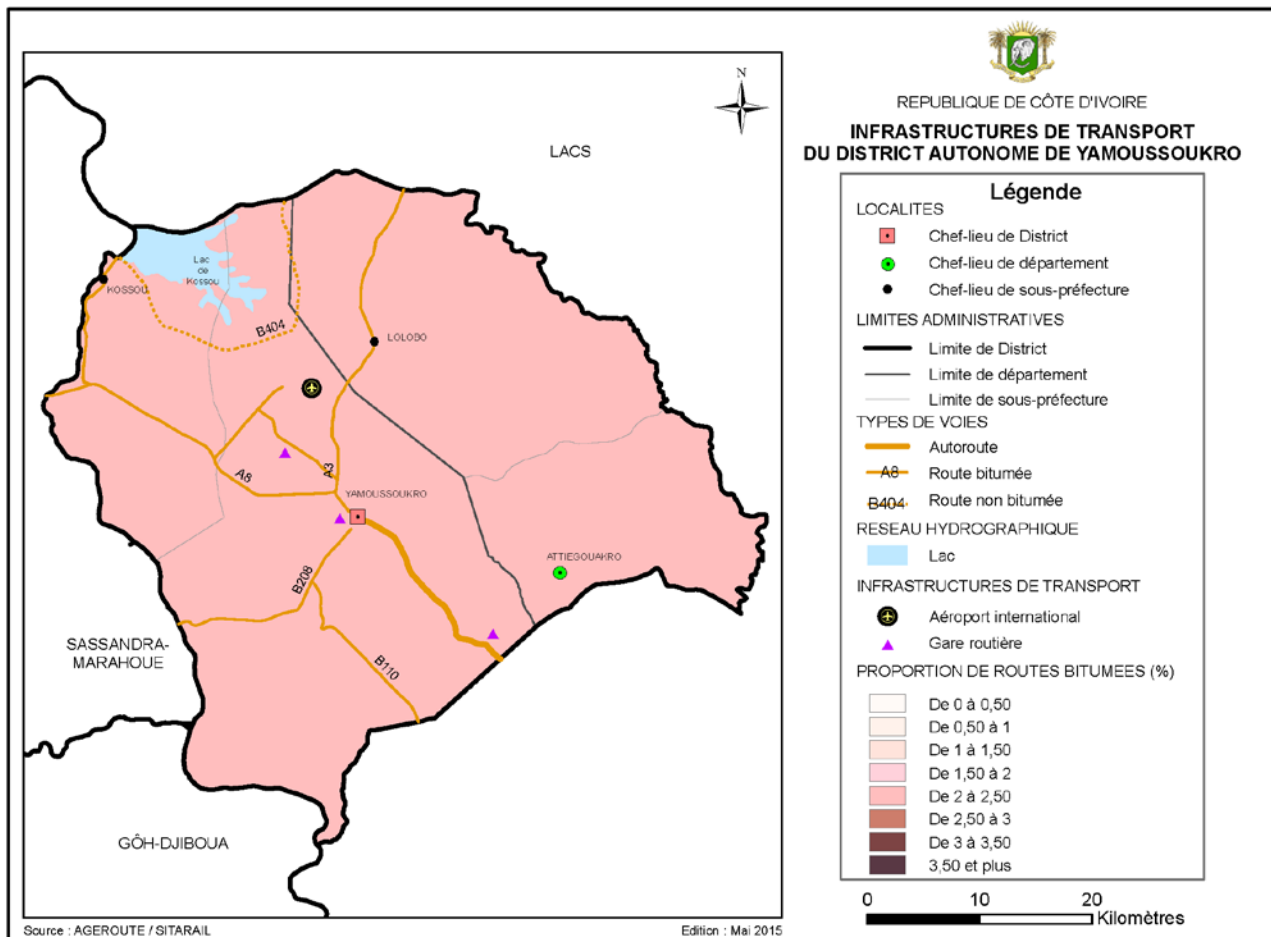 N
LACS
Lac
de
Kossou
KOSSOU
B404
LOLOBO
A3
A8
YAMOUSSOUKRO
ATTIEGOUAKRO
B208
B110
SASSANDRA-
MARAHOUE
GÔH-DJIBOUA
Source : AGEROUTE / SITARAIL
Edition : Mai 2015
REPUBLIQUE DE CÔTE D'IVOIRE
INFRASTRUCTURES DE TRANSPORT
DU DISTRICT AUTONOME DE YAMOUSSOUKRO
Légende
LOCALITES
Chef-lieu de District
Chef-lieu de département
Chef-lieu de sous-préfecture
LIMITES ADMINISTRATIVES
Limite de District
Limite de département
Limite de sous-préfecture
TYPES DE VOIES
Autoroute
A8 Route bitumée
B404 Route non bitumée
RESEAU HYDROGRAPHIQUE
Lac
INFRASTRUCTURES DE TRANSPORT
Aéroport international
Gare routière
PROPORTION DE ROUTES BITUMEES (%)
De 0 à 0,50
De 0,50 à 1
De 1 à 1,50
De 1,50 à 2
De 2 à 2,50
De 2,50 à 3
De 3 à 3,50
3,50 et plus
0 10 20
Kilomètres